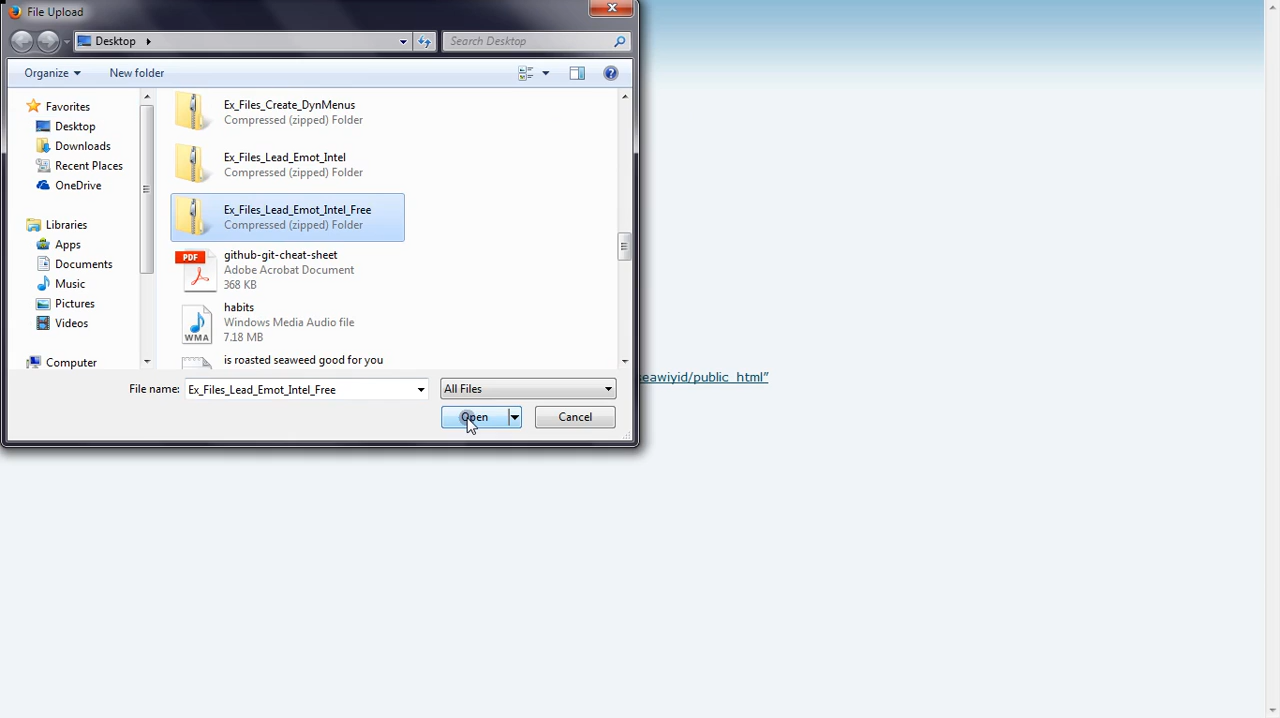 File Upload
Desktop
Search Desktop
Organize
New folder
Favorites
Desktop
Downloads
Recent Places
OneDrive
Libraries
Apps
Documents
Music
Pictures
Videos
Computer
Ex_Files_Create_DynMenus
Compressed (zipped) Folder
Ex_Files_Lead_Emot_Intel
Compressed (zipped) Folder
Ex_Files_Lead_Emot_Intel_Free
Compressed (zipped) Folder
PDF
github-git-cheat-sheet
Adobe Acrobat Document
368 KB
WMA
habits
Windows Media Audio file
7.18 MB
is roasted seaweed good for you
File name: Ex_Files_Lead_Emot_Intel_Free
All Files
Open
Cancel
seawiyid/public_html”